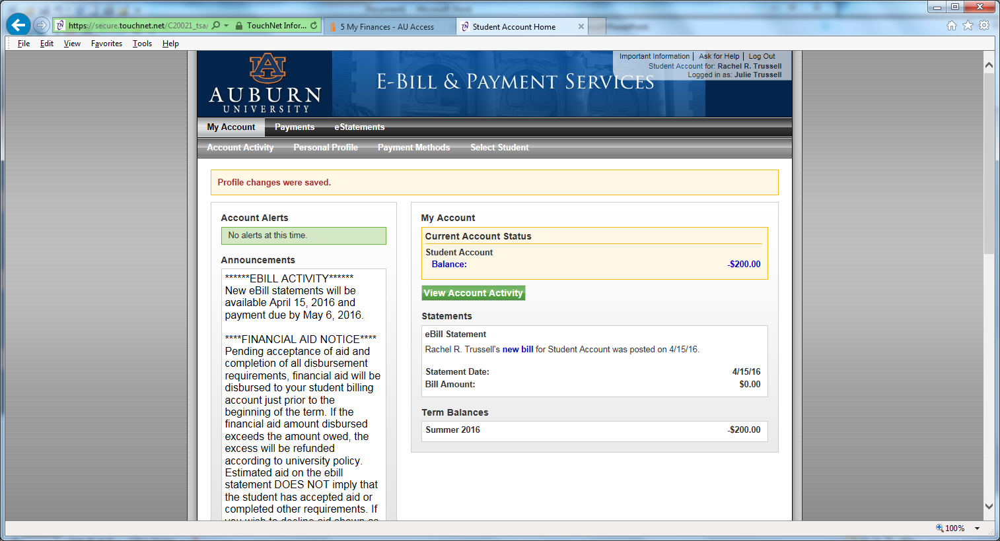 https://secure.touchnet.net/C20021_tsa/
TouchNet Infor...
5 My Finances - AU Access
Student Account Home
File Edit View Favorites Tools Help
Important Information | Ask for Help | Log Out
Student Account for: Rachel R. Trussell
Logged in as: Julie Trussell
AUBURN
UNIVERSITY
E-BILL & PAYMENT SERVICES
My Account Payments eStatements
Account Activity Personal Profile Payment Methods Select Student
Profile changes were saved.
Account Alerts
No alerts at this time.
Announcements
******EBILL ACTIVITY******
New eBill statements will be
available April 15, 2016 and
payment due by May 6, 2016.
****FINANCIAL AID NOTICE****
Pending acceptance of aid and
completion of all disbursement
requirements, financial aid will be
disbursed to your student billing
account just prior to the
beginning of the term. If the
financial aid amount disbursed
exceeds the amount owed, the
excess will be refunded
according to university policy.
Estimated aid on the ebill
statement DOES NOT imply that
the student has accepted aid or
completed other requirements. If
you wish to decline aid shown as
My Account
Current Account Status
Student Account
Balance: -$200.00
View Account Activity
Statements
eBill Statement
Rachel R. Trussell's new bill for Student Account was posted on 4/15/16.
Statement Date: 4/15/16
Bill Amount: $0.00
Term Balances
Summer 2016 -$200.00
100%